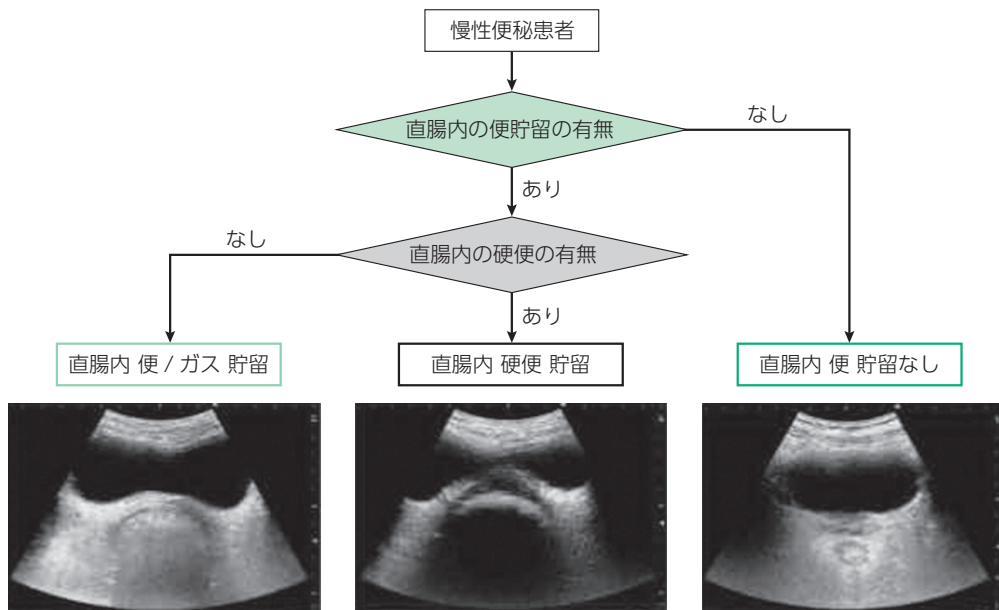 慢性便秘患者
直腸内の便貯留の有無
なし
あり
直腸内の硬便の有無
なし
あり
直腸内 便 / ガス 貯留
直腸内 硬便 貯留
直腸内 便 貯留なし